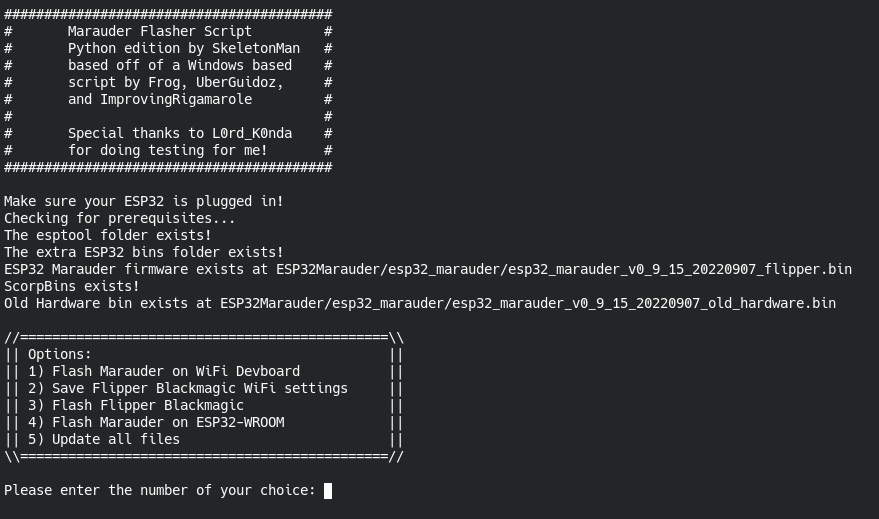 #########################################
#       Marauder Flasher Script         #
#       Python edition by SkeletonMan   #
#       based off of a Windows based    #
#       script by Frog, UberGuidoz,     #
#       and ImprovingRigamarole         #
#                                       #
#       Special thanks to L0rd_K0nda    #
#       for doing testing for me!       #
#########################################

Make sure your ESP32 is plugged in!
Checking for prerequisites...
The esptool folder exists!
The extra ESP32 bins folder exists!
ESP32 Marauder firmware exists at ESP32Marauder/esp32_marauder/esp32_marauder_v0_9_15_20220907_flipper.bin
ScorpBins exists!
Old Hardware bin exists at ESP32Marauder/esp32_marauder/esp32_marauder_v0_9_15_20220907_old_hardware.bin

//==============================================\\
|| Options:                                     ||
|| 1) Flash Marauder on WiFi Devboard           ||
|| 2) Save Flipper Blackmagic WiFi settings     ||
|| 3) Flash Flipper Blackmagic                  ||
|| 4) Flash Marauder on ESP32-WROOM             ||
|| 5) Update all files                          ||
\\==============================================//

Please enter the number of your choice: